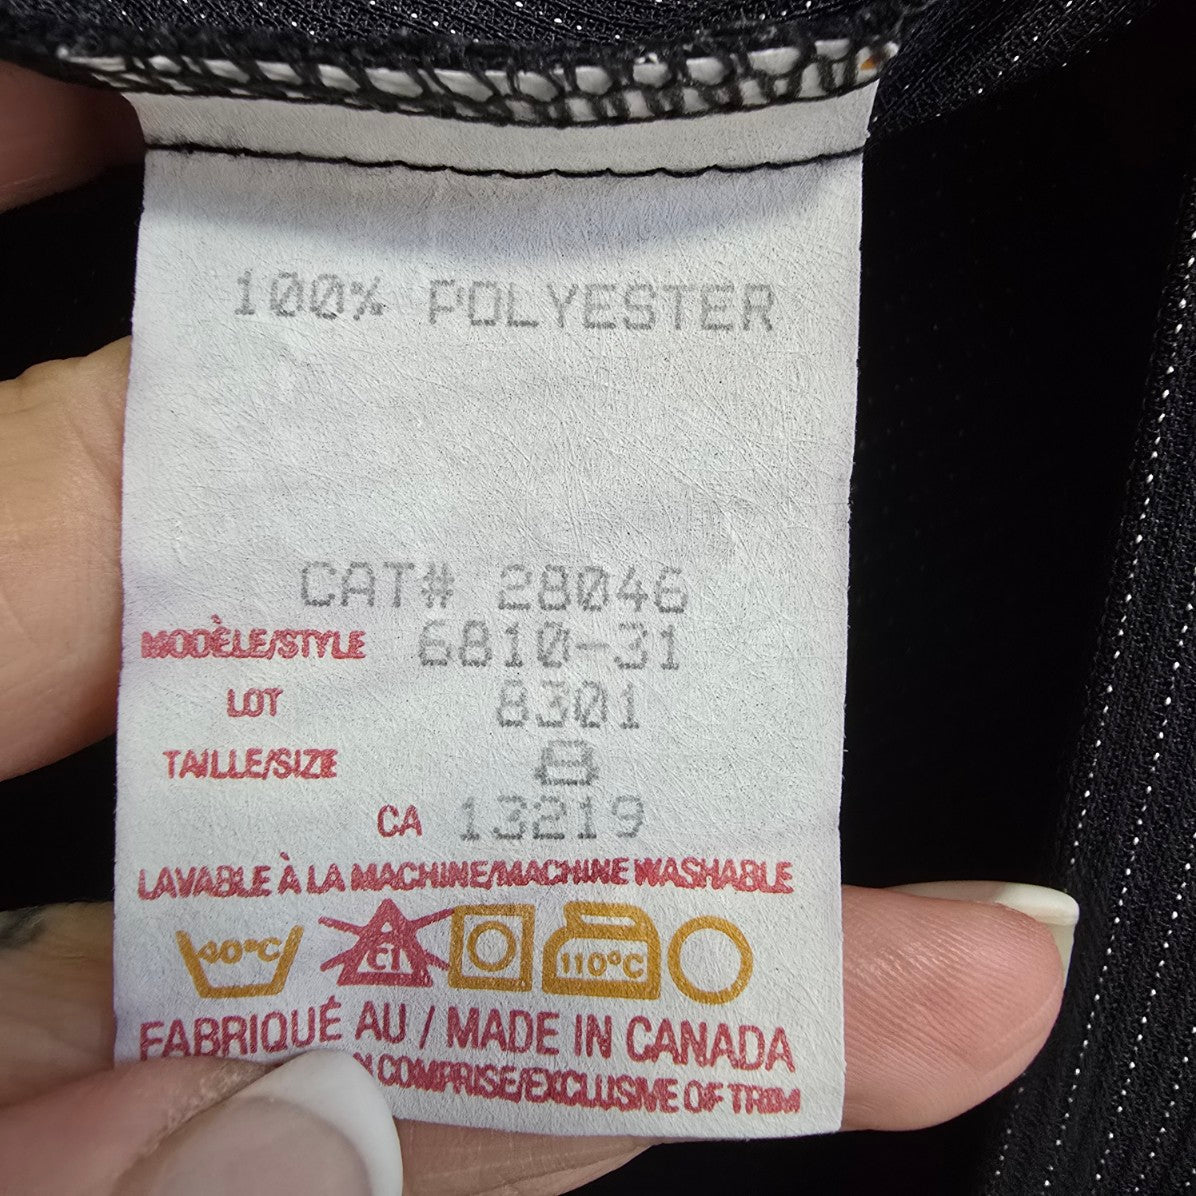 100% POLYESTER
CAT# 28046
MODÈLE/STYLE 6810-31
LOT 8301
TAILLE/SIZE 8
CA 13219
LAVABLE À LA MACHINE/MACHINE WASHABLE
40°C Cl 110°C
FABRIQUÉ AU / MADE IN CANADA
COMPRISE/EXCLUSIVE OF TRIM